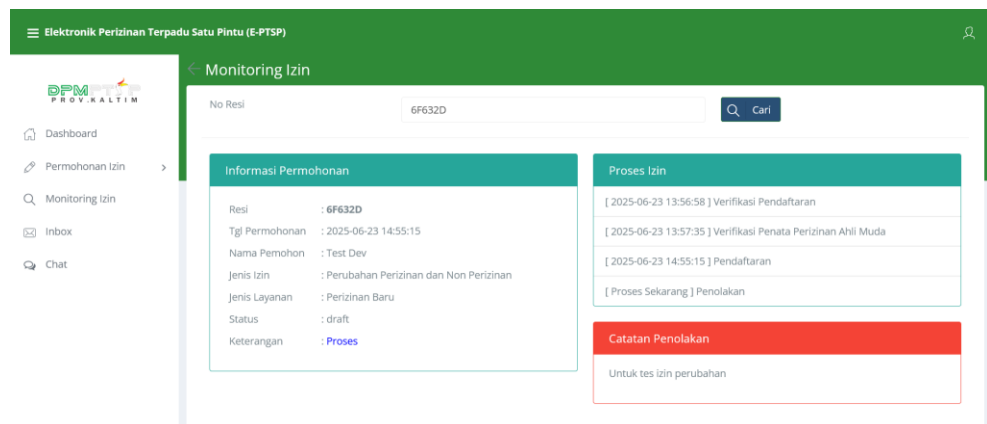 Elektronik Perizinan Terpadu Satu Pintu (E-PTSP)
DPMPTSP
PROV.KALTIM
Dashboard
Permohonan Izin
Monitoring Izin
Inbox
Chat
Monitoring Izin
No Resi 6F632D Cari
Informasi Permohonan
Resi : 6F632D
Tgl Permohonan : 2025-06-23 14:55:15
Nama Pemohon : Test Dev
Jenis Izin : Perubahan Perizinan dan Non Perizinan
Jenis Layanan : Perizinan Baru
Status : draft
Keterangan : Proses
Proses Izin
[ 2025-06-23 13:56:58 ] Verifikasi Pendaftaran
[ 2025-06-23 13:57:35 ] Verifikasi Penata Perizinan Ahli Muda
[ 2025-06-23 14:55:15 ] Pendaftaran
[ Proses Sekarang ] Penolakan
Catatan Penolakan
Untuk tes izin perubahan